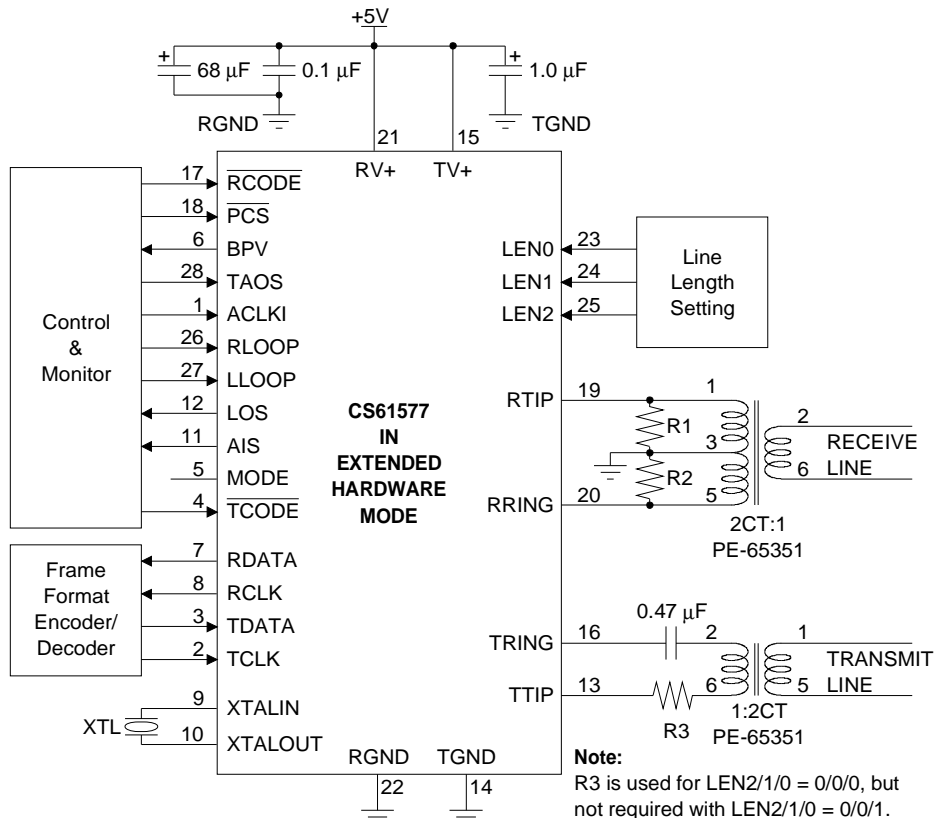 +5V
+
68 μF
0.1 μF
+
1.0 μF
RGND
TGND
21
15
RV+
TV+
Control
&
Monitor
17
RCODE
18
PCS
6
BPV
28
TAOS
1
ACLKI
26
RLOOP
27
LLOOP
12
LOS
11
AIS
5
MODE
4
TCODE
Frame
Format
Encoder/
Decoder
7
RDATA
8
RCLK
3
TDATA
2
TCLK
XTL
9
XTALIN
10
XTALOUT
CS61577
IN
EXTENDED
HARDWARE
MODE
LEN0
23
LEN1
24
LEN2
25
Line
Length
Setting
RTIP
19
R1
R2
RRING
20
1
3
5
2
6
RECEIVE
LINE
2CT:1
PE-65351
TRING
16
0.47 μF
TTIP
13
R3
2
6
1
5
TRANSMIT
LINE
1:2CT
PE-65351
RGND
TGND
22
14
Note:
R3 is used for LEN2/1/0 = 0/0/0, but
not required with LEN2/1/0 = 0/0/1.